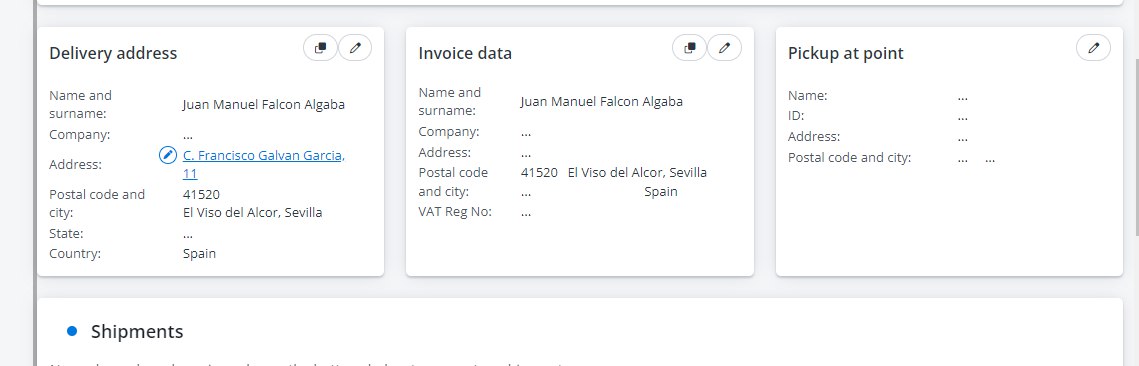 Delivery address
Name and
surname:
Juan Manuel Falcon Algaba
Company:
...
Address:
C. Francisco Galvan Garcia,
11
Postal code and
city:
41520
El Viso del Alcor, Sevilla
State:
...
Country:
Spain
Invoice data
Name and
surname:
Juan Manuel Falcon Algaba
Company:
...
Address:
...
Postal code
and city:
41520 El Viso del Alcor, Sevilla
... Spain
VAT Reg No:
...
Pickup at point
Name:
...
ID:
...
Address:
...
Postal code and city:
... ...
Shipments